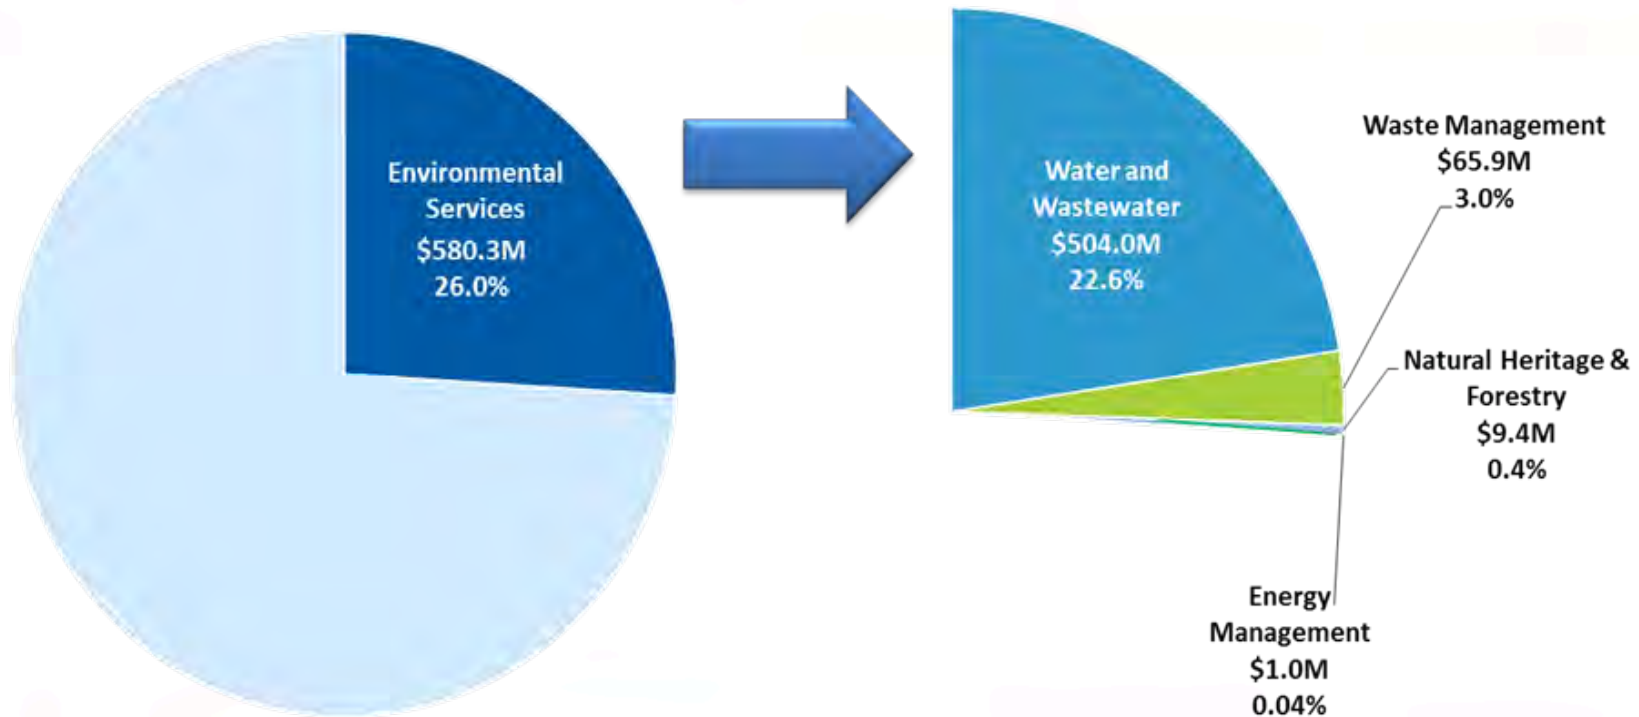 Environmental
Services
$580.3M
26.0%
Water and
Wastewater
$504.0M
22.6%
Waste Management
$65.9M
3.0%
Natural Heritage &
Forestry
$9.4M
0.4%
Energy
Management
$1.0M
0.04%